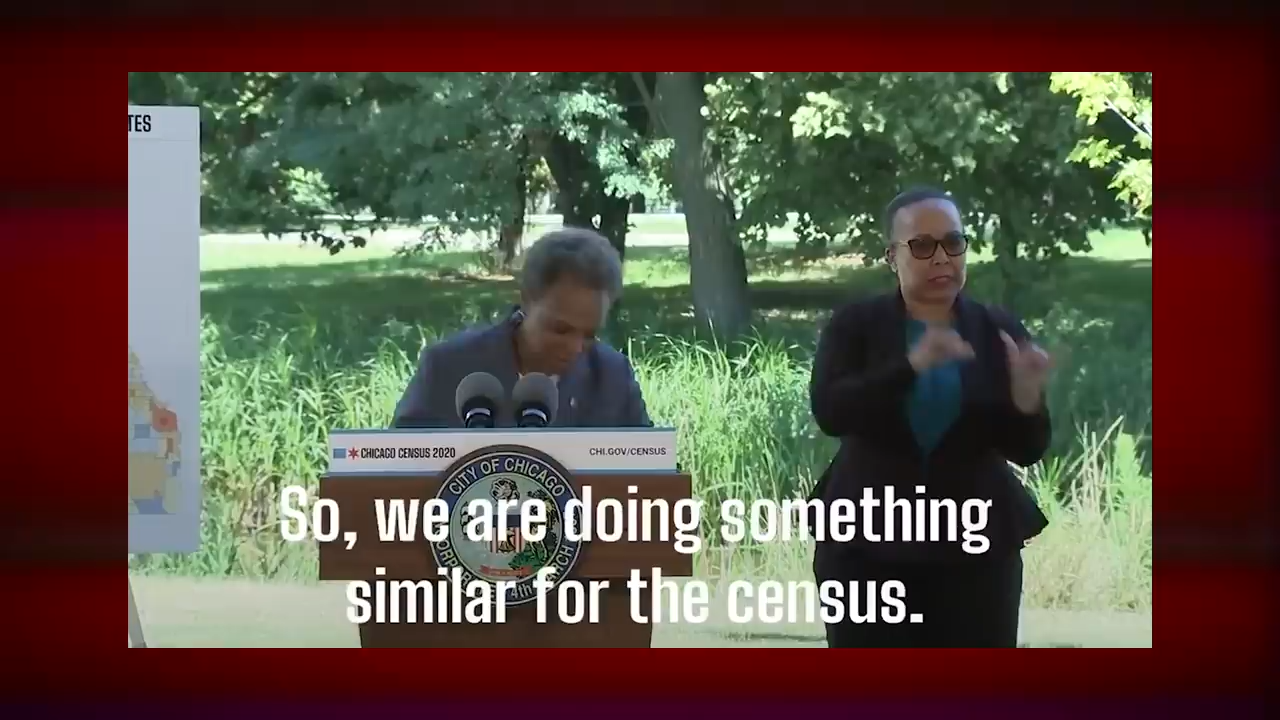 TES
CHICAGO CENSUS 2020
CHI.GOV/CENSUS
CITY OF CHICAGO
4th
So, we are doing something
similar for the census.